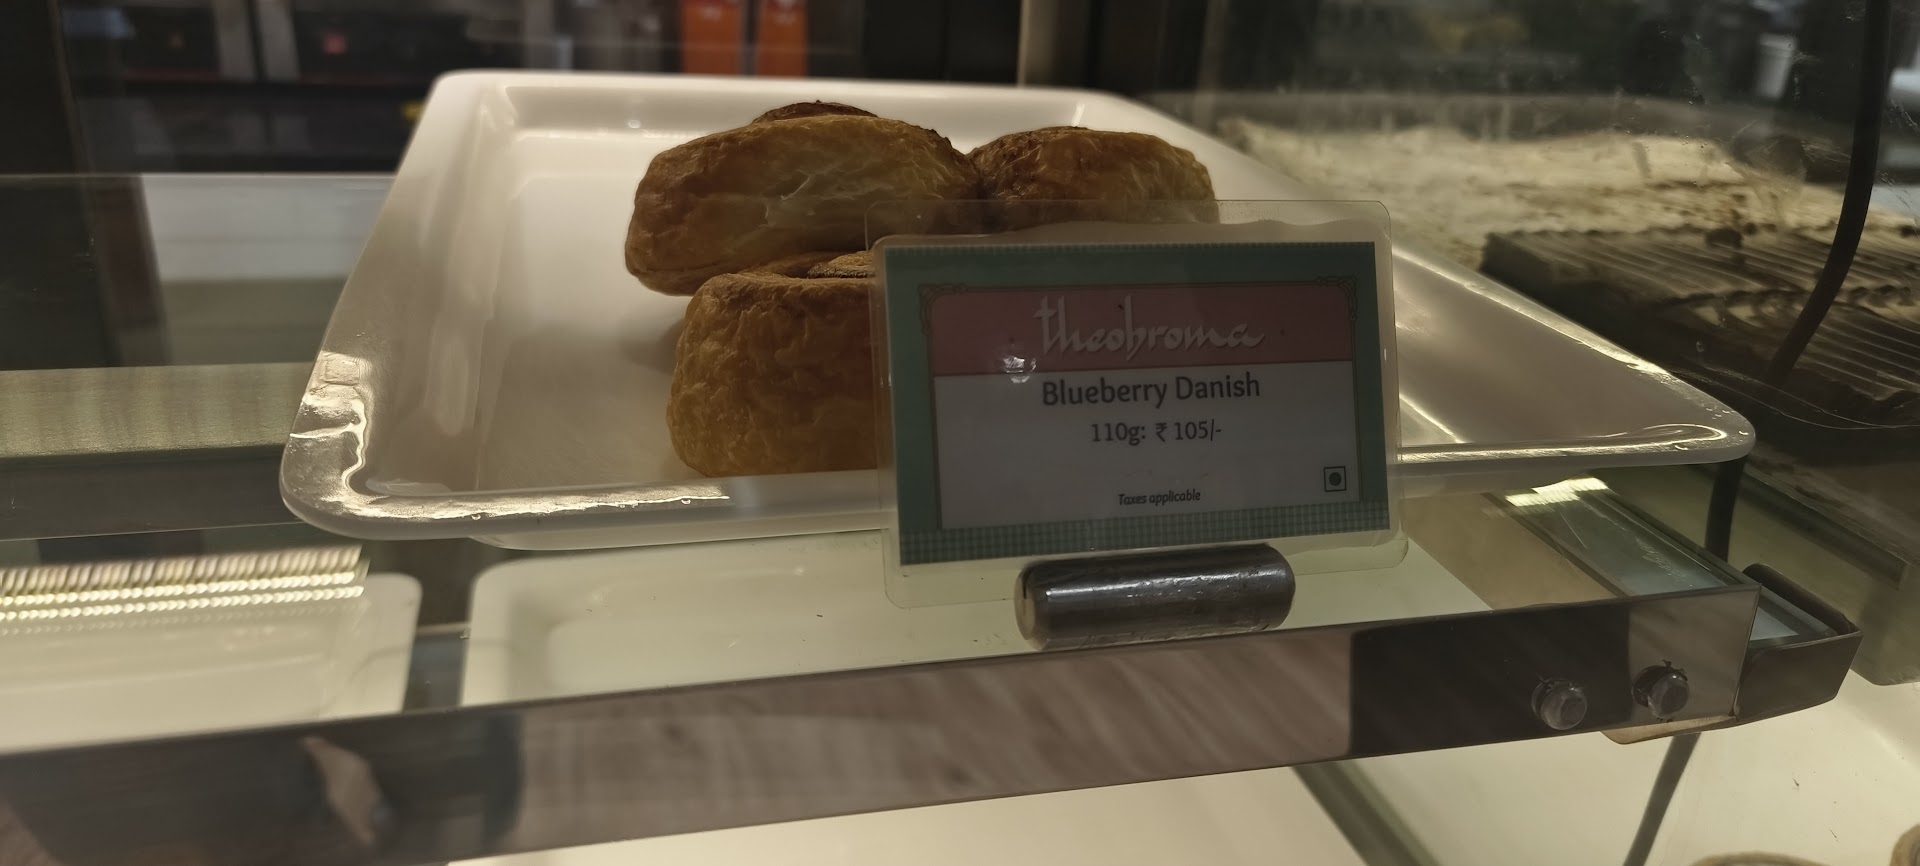 theobroma
Blueberry Danish
110g: ₹ 105/-
Taxes applicable